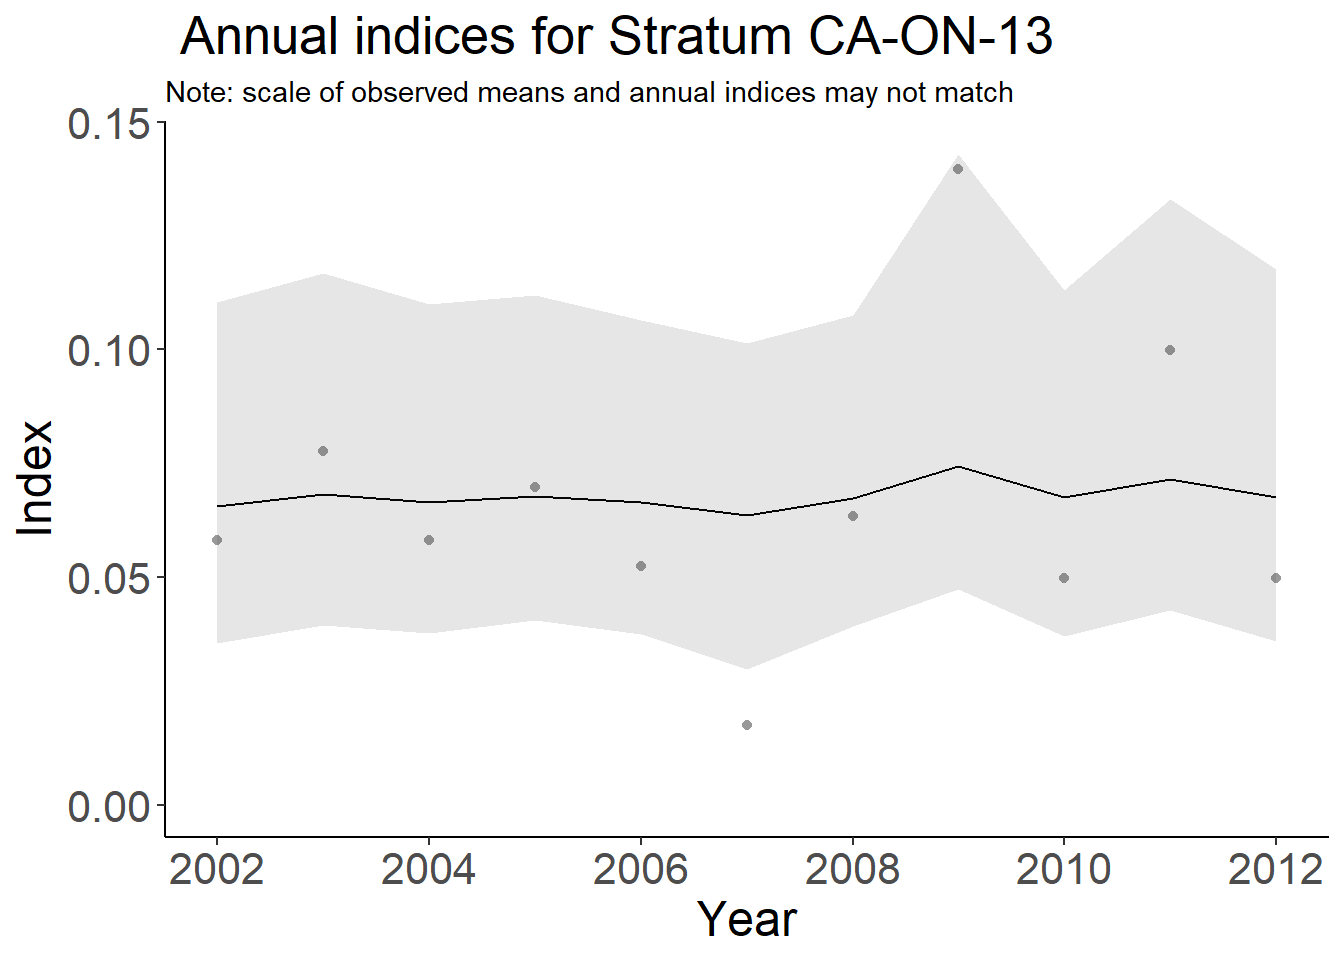 Annual indices for Stratum CA-ON-13
Note: scale of observed means and annual indices may not match
0.15
0.10
0.05
0.00
Index
2002 2004 2006 2008 2010 2012
Year